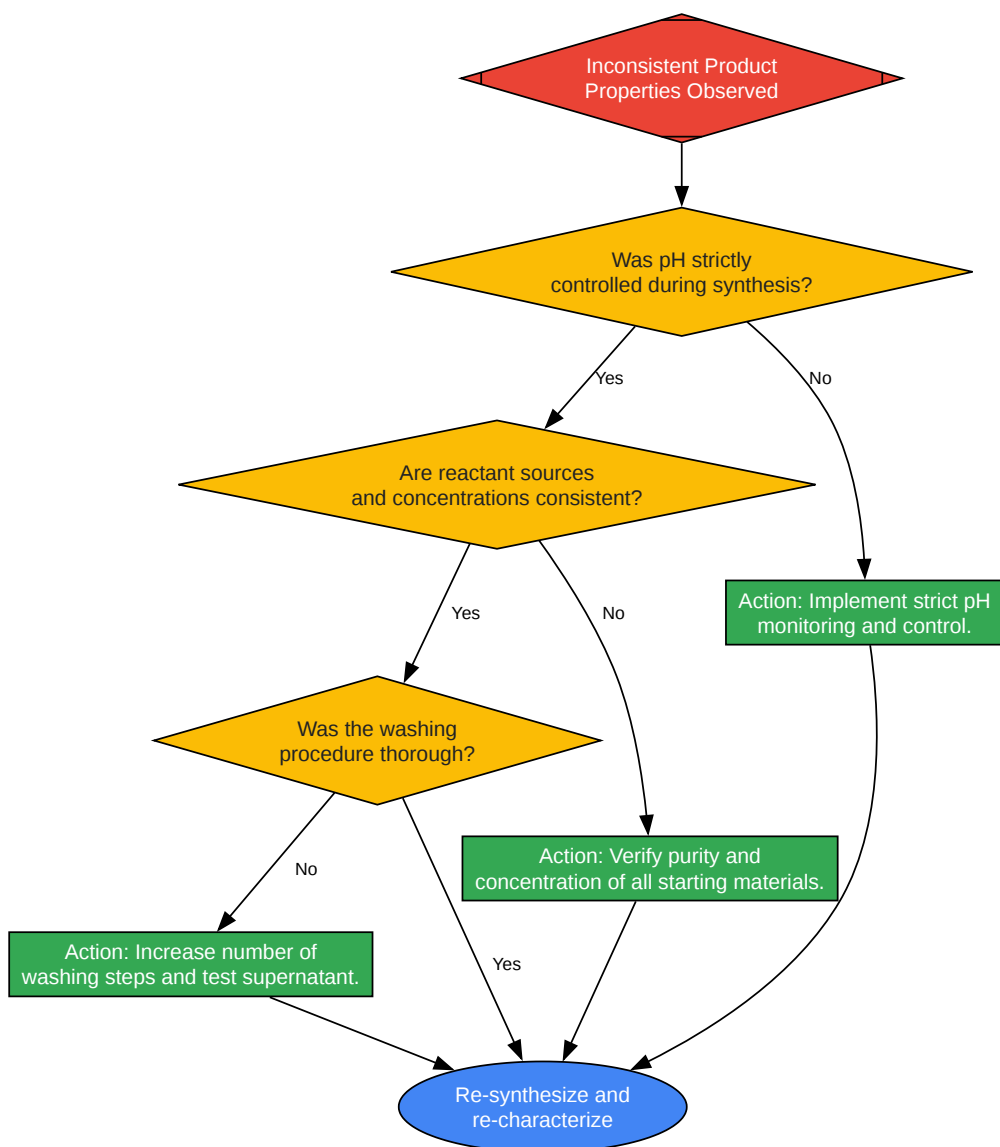 Inconsistent Product
Properties Observed
Was pH strictly
controlled during synthesis?
Yes
No
Are reactant sources
and concentrations consistent?
Action: Implement strict pH
monitoring and control.
Yes
No
Was the washing
procedure thorough?
Action: Verify purity and
concentration of all starting materials.
No
Action: Increase number of
washing steps and test supernatant.
Yes
Re-synthesize and
re-characterize